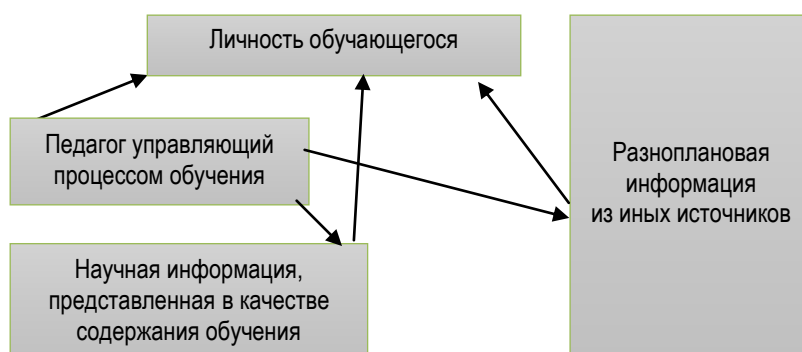 Личность обучающегося
Педагог управляющий
процессом обучения
Научная информация,
представленная в качестве
содержания обучения
Разноплановая
информация
из иных источников